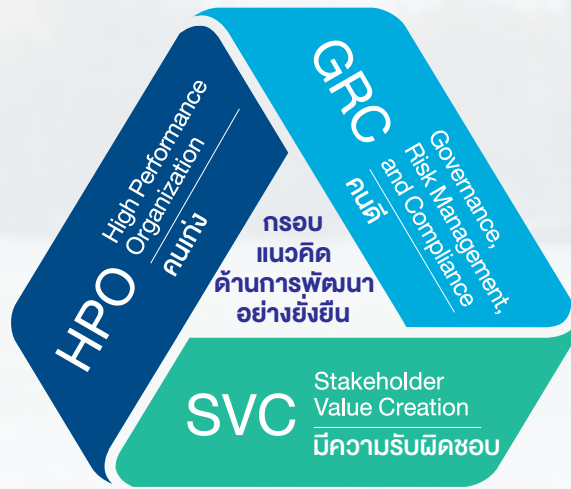 HPO
High Performance
Organization
คนเก่ง
GRC
Governance,
Risk Management,
and Compliance
คนดี
กรอบ
แนวคิด
ด้านการพัฒนา
อย่างยั่งยืน
SVC
Stakeholder
Value Creation
มีความรับผิดชอบ